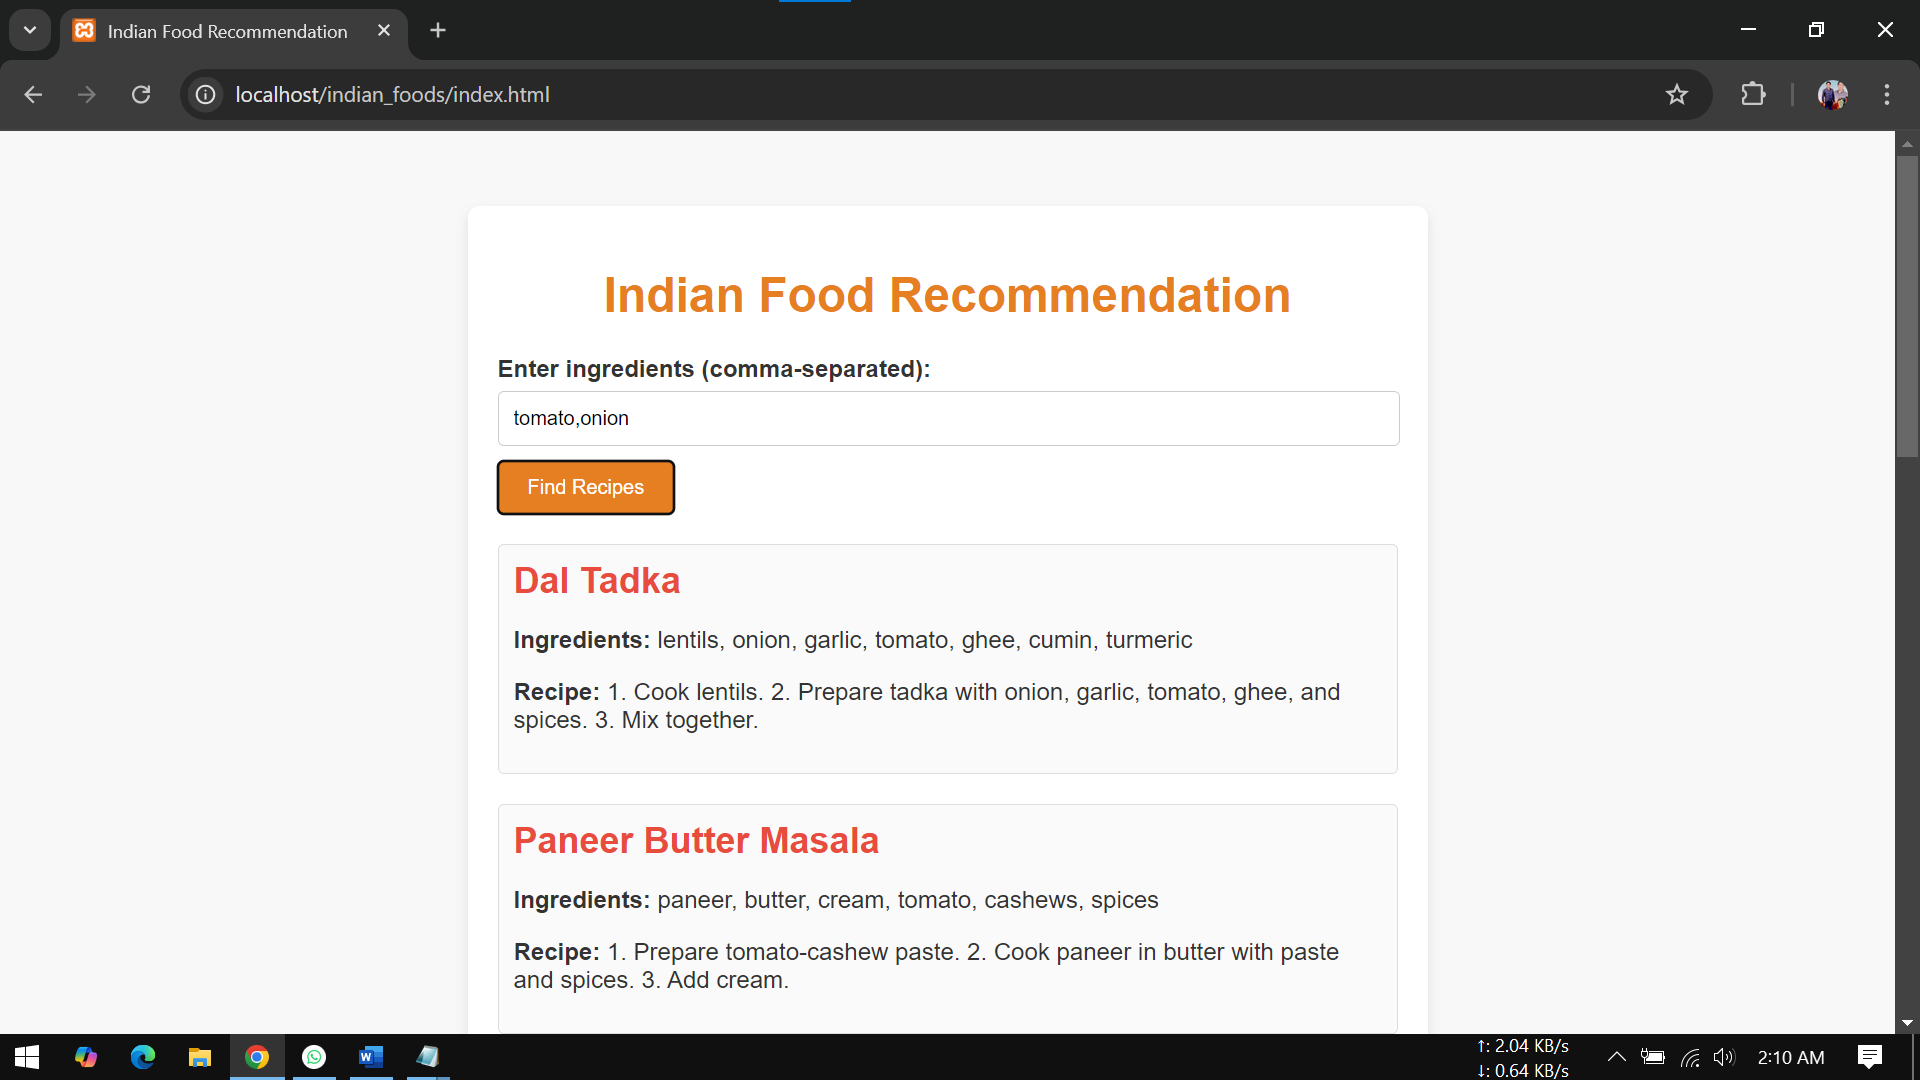 Indian Food Recommendation
localhost/indian_foods/index.html
Indian Food Recommendation
Enter ingredients (comma-separated):
tomato,onion
Find Recipes
Dal Tadka
Ingredients: lentils, onion, garlic, tomato, ghee, cumin, turmeric
Recipe: 1. Cook lentils. 2. Prepare tadka with onion, garlic, tomato, ghee, and
spices. 3. Mix together.
Paneer Butter Masala
Ingredients: paneer, butter, cream, tomato, cashews, spices
Recipe: 1. Prepare tomato-cashew paste. 2. Cook paneer in butter with paste
and spices. 3. Add cream.
↑: 2.04 KB/s
↓: 0.64 KB/s
2:10 AM